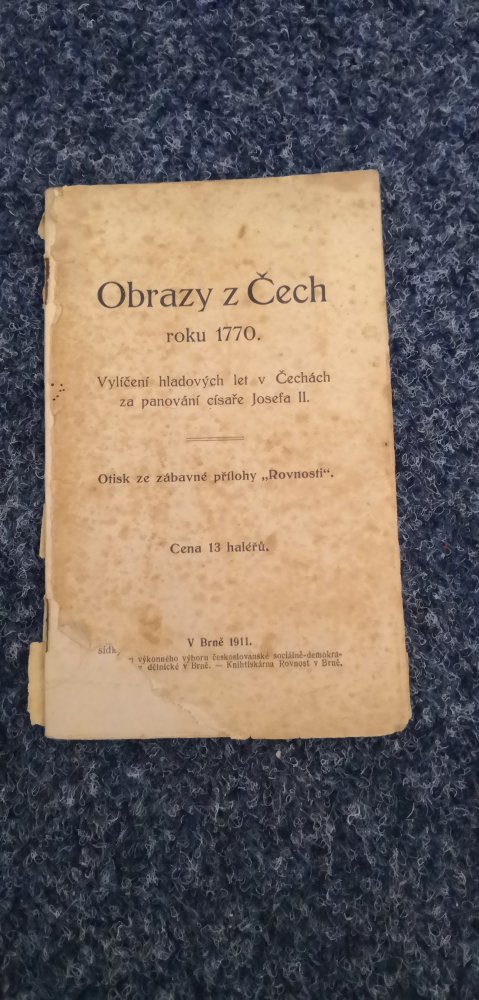 Obrazy z Čech
roku 1770.
Vylíčení hladových let v Čechách
za panování císaře Josefa II.
Otisk ze zábavné přílohy „Rovnosti“.
Cena 13 haléřů.
V Brně 1911.
výkonného výboru českoslovanské sociálně-demokra-
dělnické v Brně. — Knihtiskárna Rovnost v Brně.